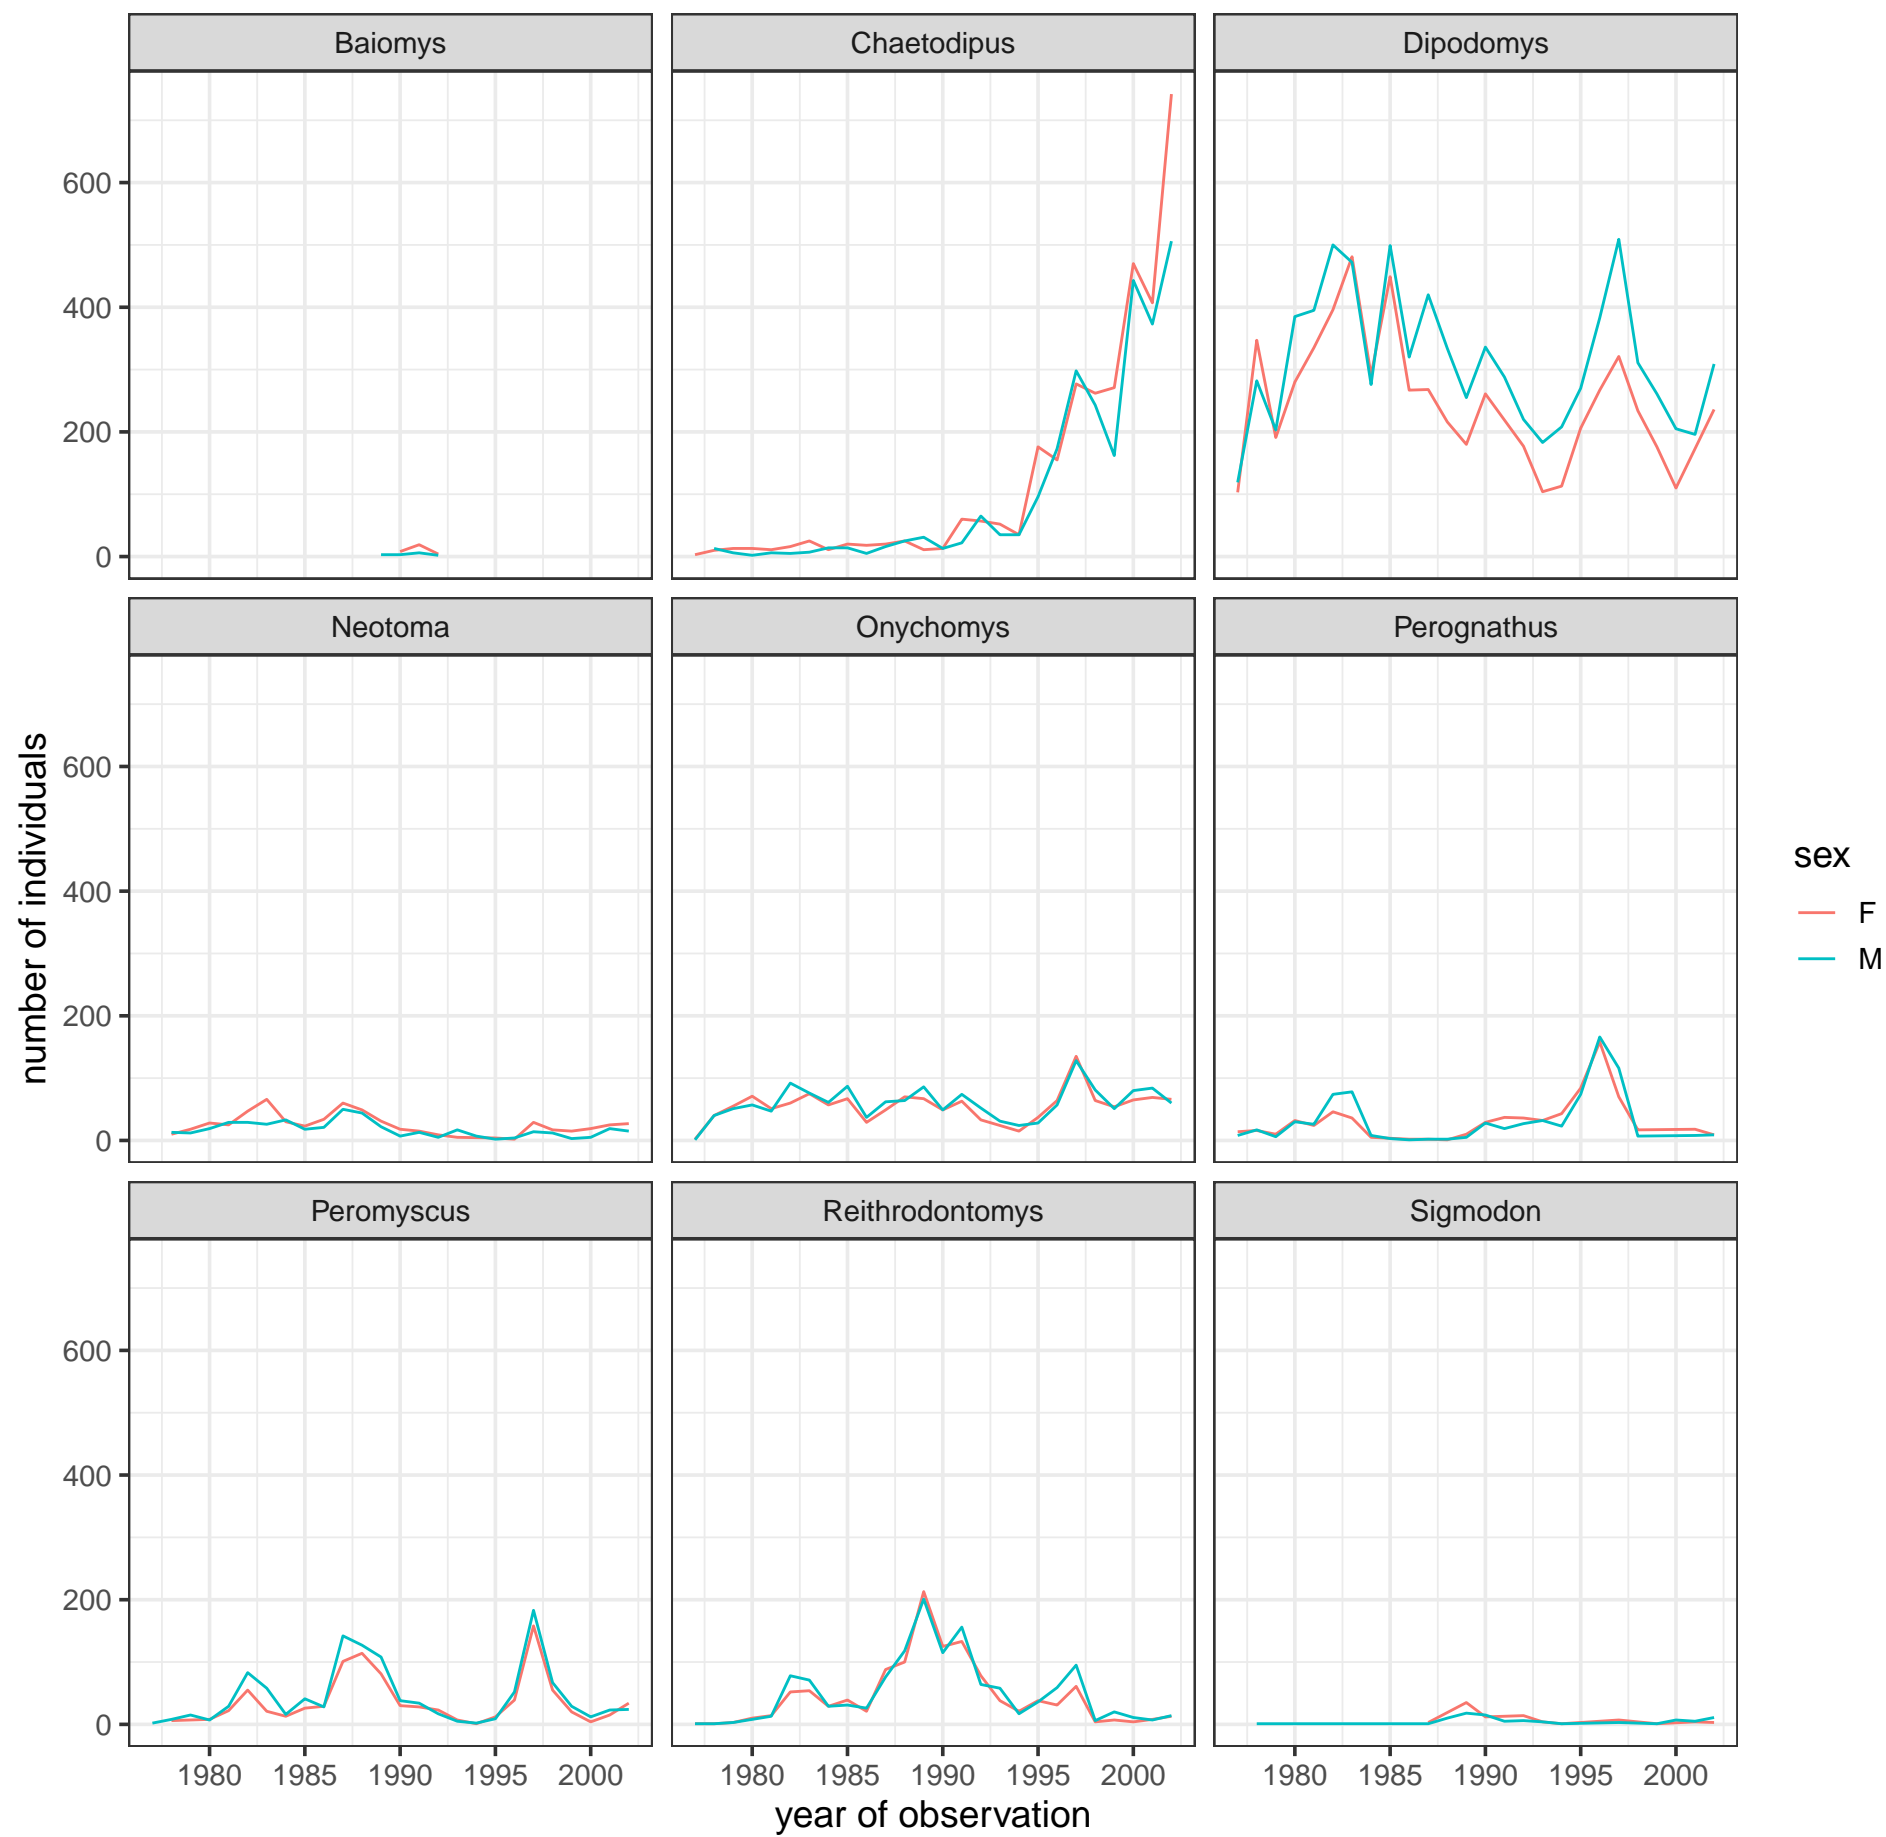 Baiomys Chaetodipus Dipodomys
600
400
200
0
Neotoma Onychomys Perognathus
600
400
200
0
Peromyscus Reithrodontomys Sigmodon
600
400
200
0
1980 1985 1990 1995 2000 1980 1985 1990 1995 2000 1980 1985 1990 1995 2000
year of observation
number of individuals
sex
F
M